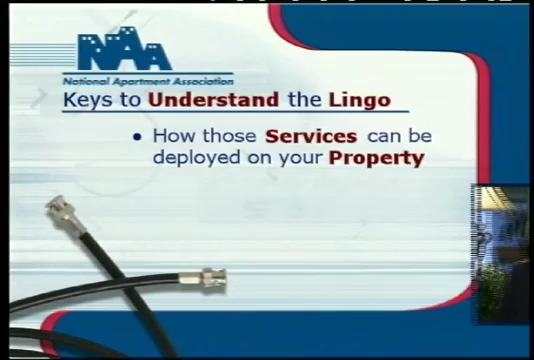 NAA
National Apartment Association
Keys to Understand the Lingo
• How those Services can be
deployed on your Property